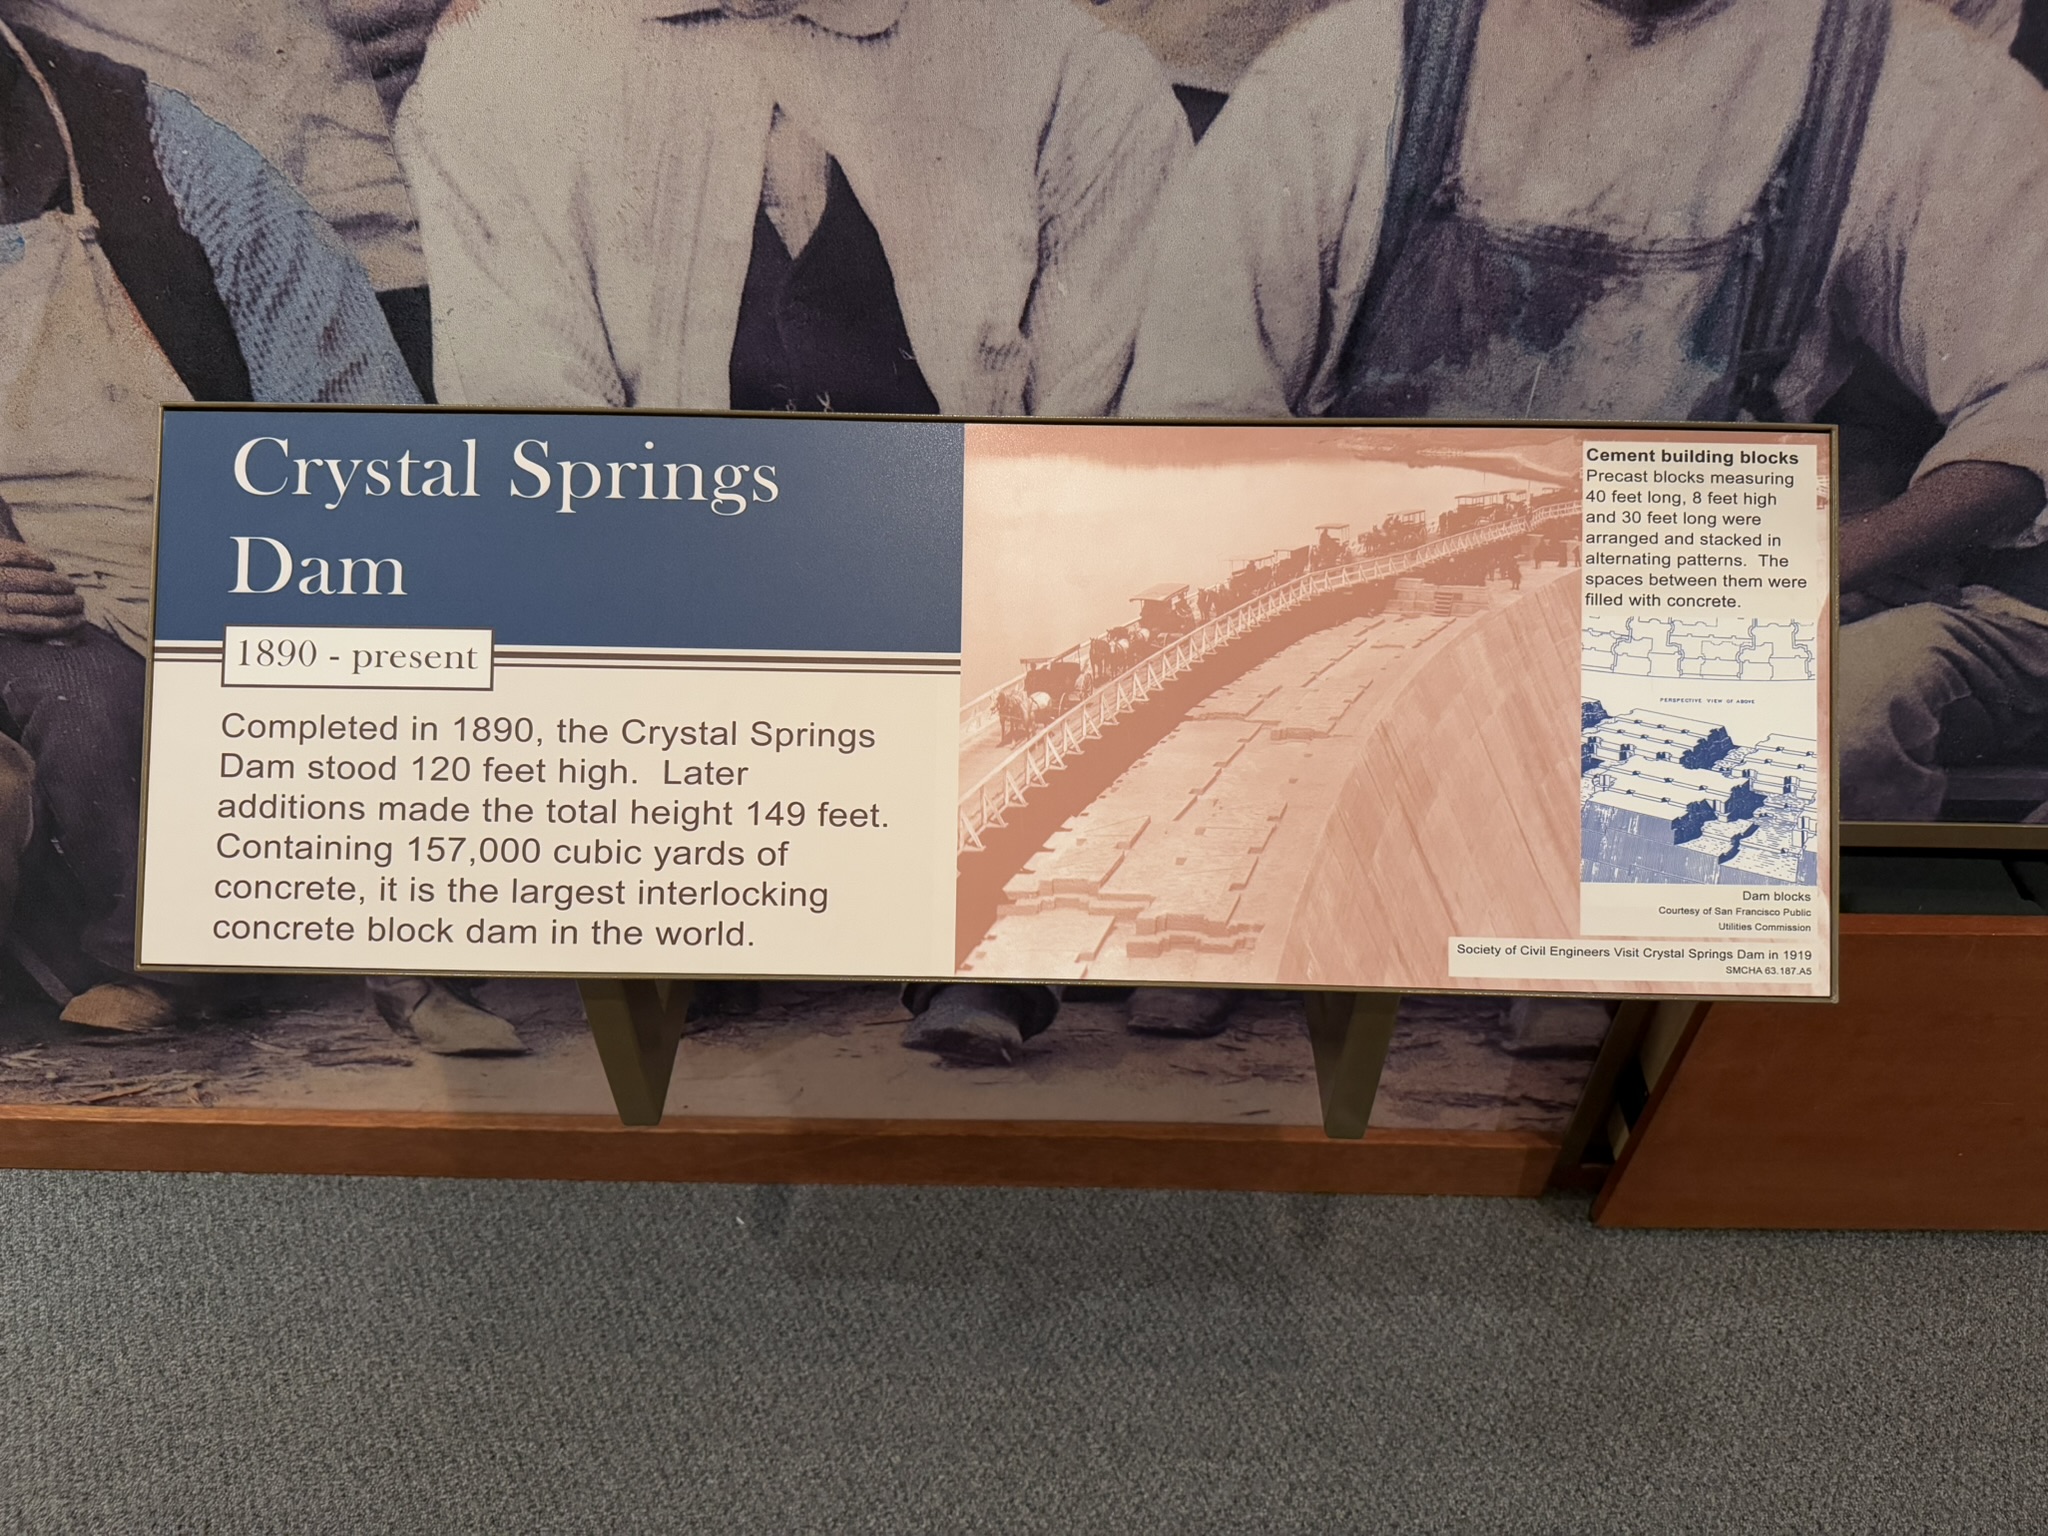 Crystal Springs
Dam
1890 - present
Completed in 1890, the Crystal Springs
Dam stood 120 feet high. Later
additions made the total height 149 feet.
Containing 157,000 cubic yards of
concrete, it is the largest interlocking
concrete block dam in the world.
Cement building blocks
Precast blocks measuring
40 feet long, 8 feet high
and 30 feet long were
arranged and stacked in
alternating patterns. The
spaces between them were
filled with concrete.
PERSPECTIVE VIEW OF ABOVE
Dam blocks
Courtesy of San Francisco Public
Utilities Commission
Society of Civil Engineers Visit Crystal Springs Dam in 1919
SMCHA 63.187.A5